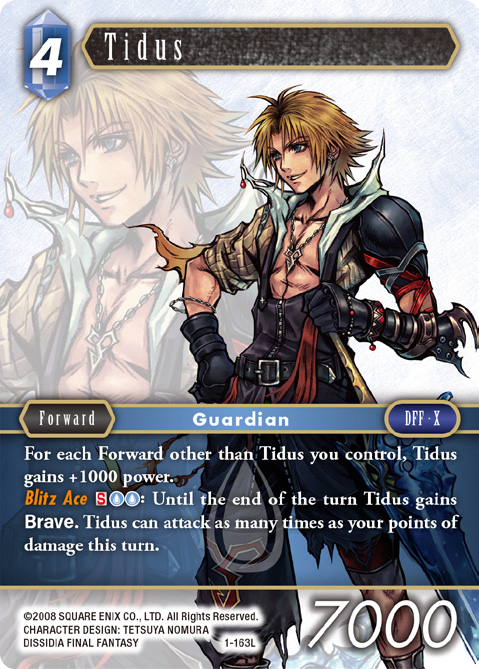 4
Tidus
Forward
Guardian
DFF · X
For each Forward other than Tidus you control, Tidus
gains +1000 power.
Blitz Ace S: Until the end of the turn Tidus gains
Brave. Tidus can attack as many times as your points of
damage this turn.
©2008 SQUARE ENIX CO., LTD. All Rights Reserved.
CHARACTER DESIGN: TETSUYA NOMURA
DISSIDIA FINAL FANTASY
1-163L
7000